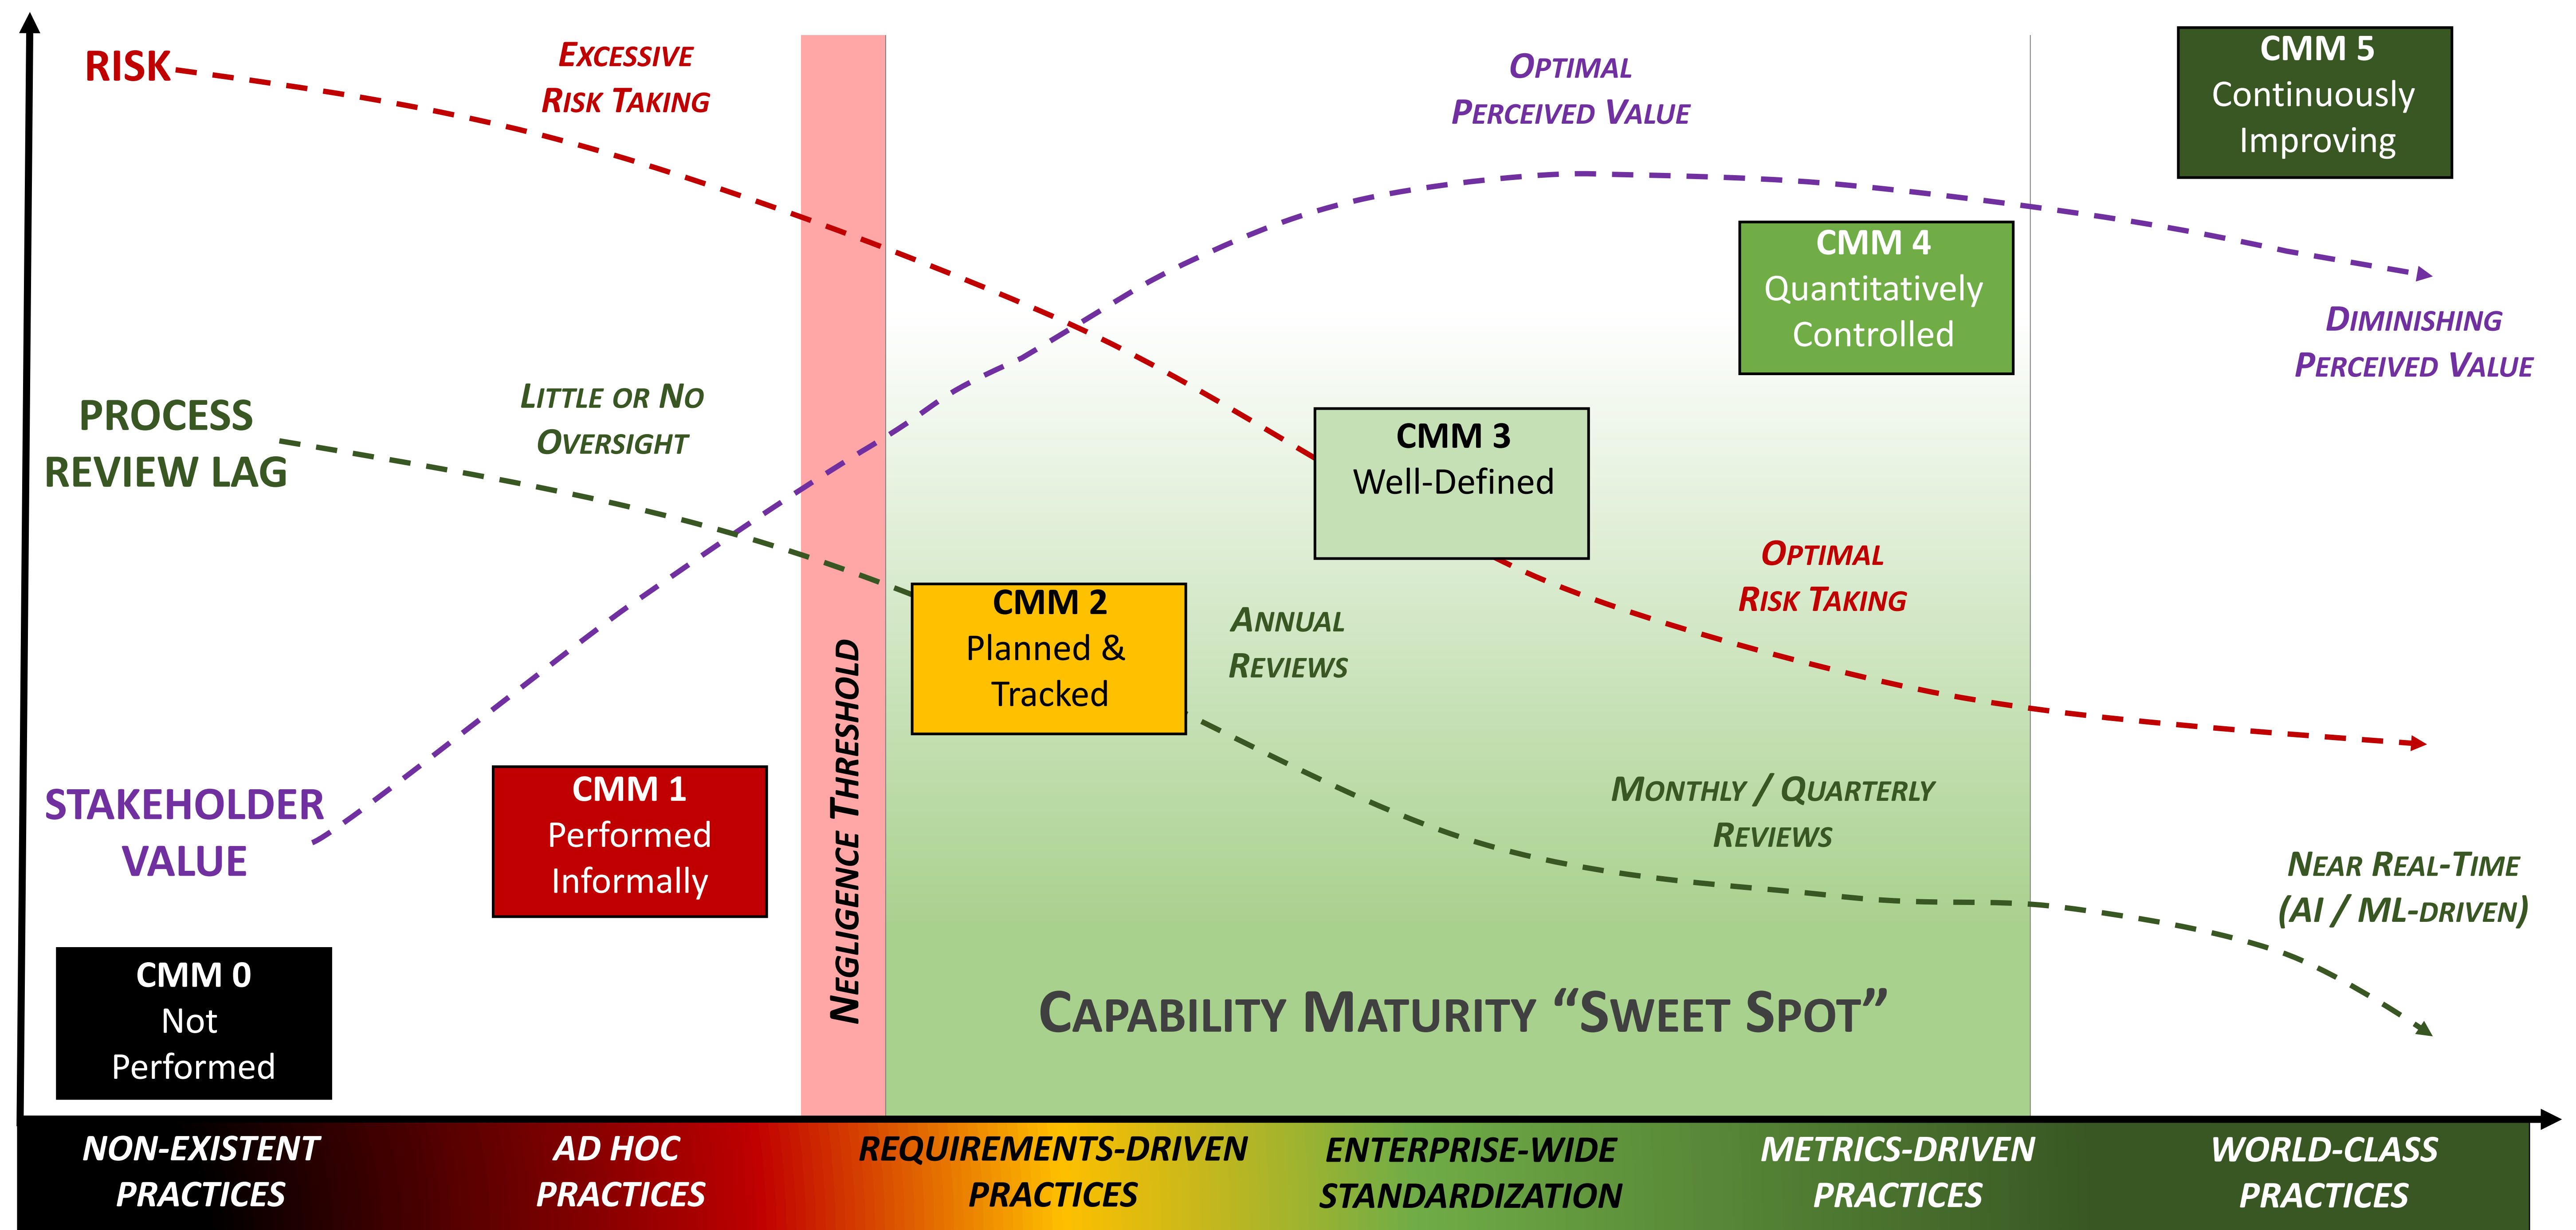 RISK
EXCESSIVE
RISK TAKING
OPTIMAL
PERCEIVED VALUE
CMM 5
Continuously
Improving
CMM 4
Quantitatively
Controlled
DIMINISHING
PERCEIVED VALUE
PROCESS
REVIEW LAG
LITTLE OR NO
OVERSIGHT
CMM 3
Well-Defined
OPTIMAL
RISK TAKING
CMM 2
Planned &
Tracked
ANNUAL
REVIEWS
NEGLIGENCE THRESHOLD
STAKEHOLDER
VALUE
CMM 1
Performed
Informally
MONTHLY / QUARTERLY
REVIEWS
NEAR REAL-TIME
(AI / ML-DRIVEN)
CMM 0
Not
Performed
CAPABILITY MATURITY “SWEET SPOT”
NON-EXISTENT
PRACTICES
AD HOC
PRACTICES
REQUIREMENTS-DRIVEN
PRACTICES
ENTERPRISE-WIDE
STANDARDIZATION
METRICS-DRIVEN
PRACTICES
WORLD-CLASS
PRACTICES